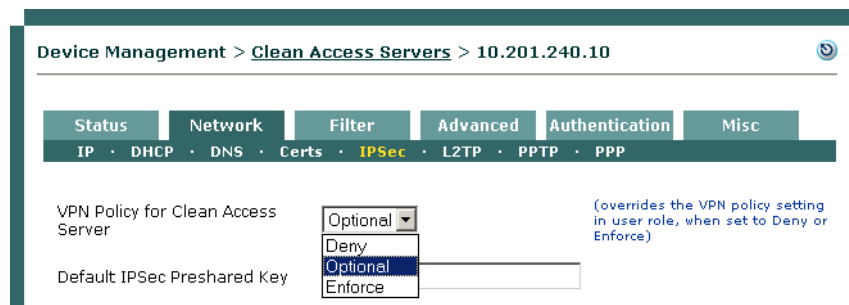 Device Management > Clean Access Servers > 10.201.240.10
Status Network Filter Advanced Authentication Misc
IP · DHCP · DNS · Certs · IPSec · L2TP · PPTP · PPP
VPN Policy for Clean Access
Server
Optional
(overrides the VPN policy setting
in user role, when set to Deny or
Enforce)
Deny
Optional
Enforce
Default IPSec Preshared Key